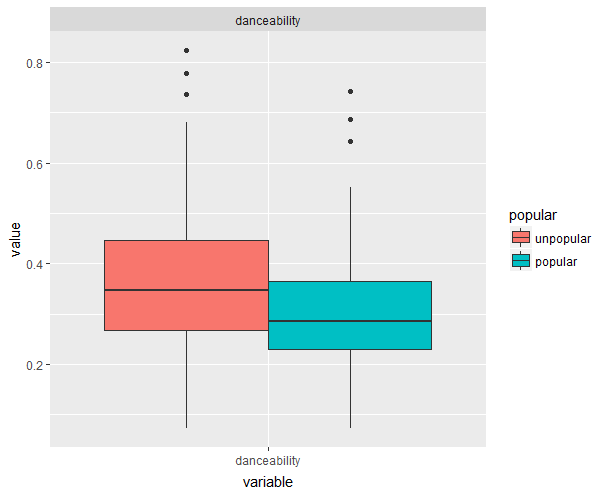 danceability
0.8
0.6
0.4
0.2
value
danceability
variable
popular
unpopular
popular